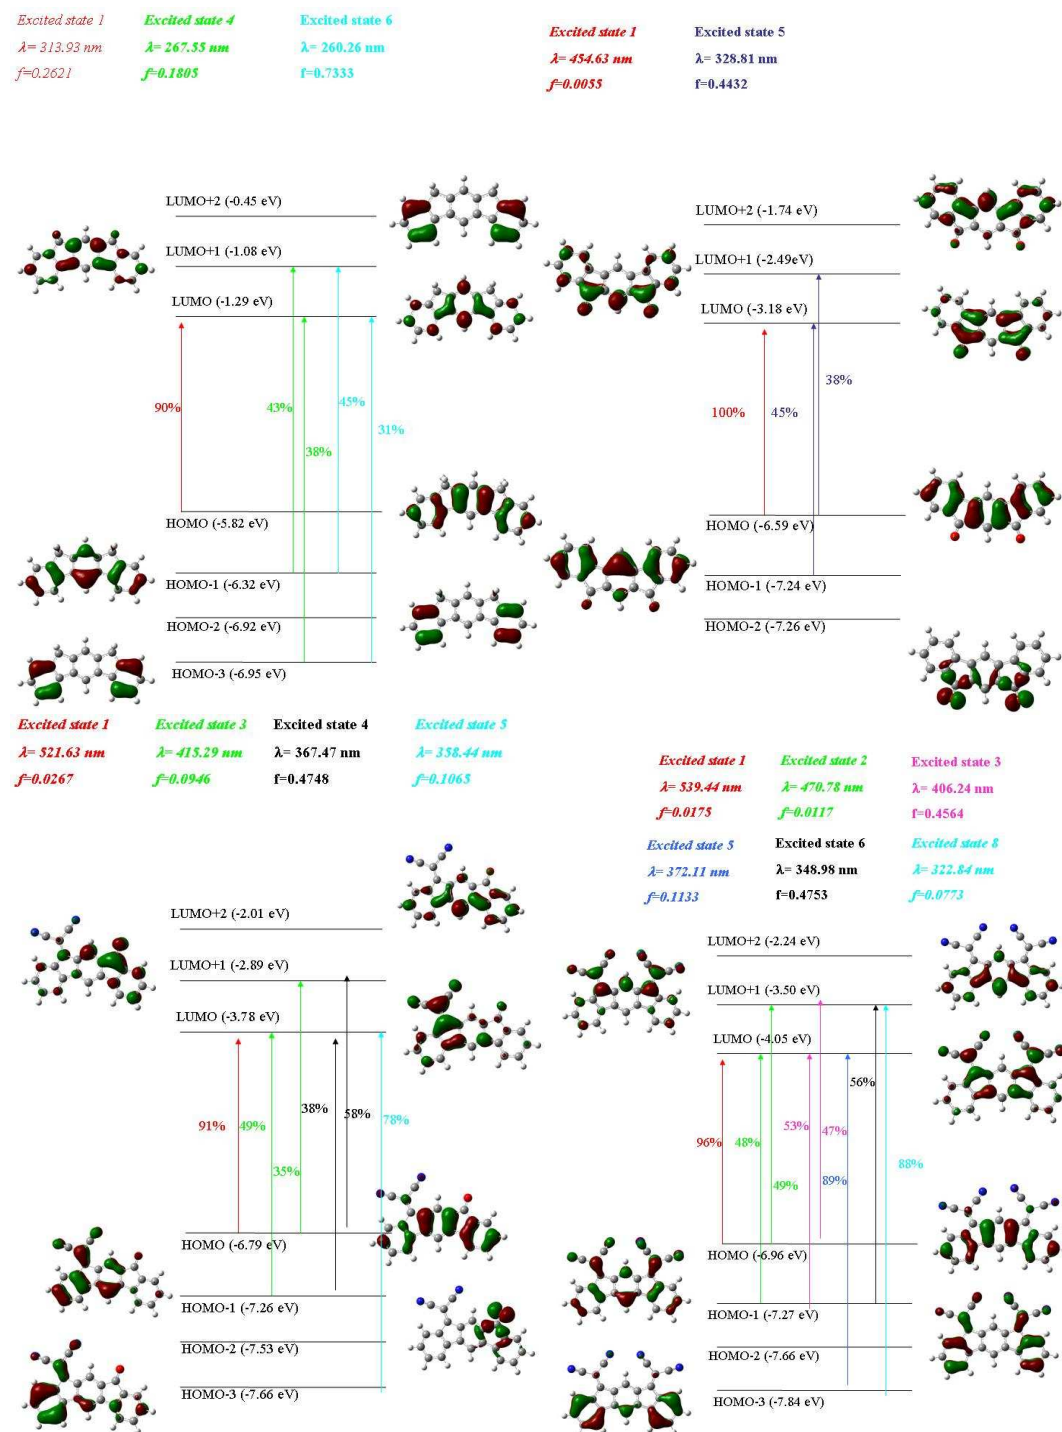 Excited state 1
λ= 313.93 nm
f=0.2621
Excited state 4
λ= 267.55 nm
f=0.1805
Excited state 6
λ= 260.26 nm
f=0.7333
LUMO+2 (-0.45 eV)
LUMO+1 (-1.08 eV)
LUMO (-1.29 eV)
90%
43%
38%
45%
31%
HOMO (-5.82 eV)
HOMO-1 (-6.32 eV)
HOMO-2 (-6.92 eV)
HOMO-3 (-6.95 eV)
Excited state 1
λ= 454.63 nm
f=0.0055
Excited state 5
λ= 328.81 nm
f=0.4432
LUMO+2 (-1.74 eV)
LUMO+1 (-2.49eV)
LUMO (-3.18 eV)
38%
100%
45%
HOMO (-6.59 eV)
HOMO-1 (-7.24 eV)
HOMO-2 (-7.26 eV)
Excited state 1
λ= 521.63 nm
f=0.0267
Excited state 3
λ= 415.29 nm
f=0.0946
Excited state 4
λ= 367.47 nm
f=0.4748
Excited state 5
λ= 358.44 nm
f=0.1065
LUMO+2 (-2.01 eV)
LUMO+1 (-2.89 eV)
LUMO (-3.78 eV)
91%
49%
35%
38%
58%
78%
HOMO (-6.79 eV)
HOMO-1 (-7.26 eV)
HOMO-2 (-7.53 eV)
HOMO-3 (-7.66 eV)
Excited state 1
λ= 539.44 nm
f=0.0175
Excited state 2
λ= 470.78 nm
f=0.0117
Excited state 3
λ= 406.24 nm
f=0.4564
Excited state 5
λ= 372.11 nm
f=0.1133
Excited state 6
λ= 348.98 nm
f=0.4753
Excited state 8
λ= 322.84 nm
f=0.0773
LUMO+2 (-2.24 eV)
LUMO+1 (-3.50 eV)
LUMO (-4.05 eV)
56%
96%
48%
49%
53%
47%
89%
88%
HOMO (-6.96 eV)
HOMO-1 (-7.27 eV)
HOMO-2 (-7.66 eV)
HOMO-3 (-7.84 eV)